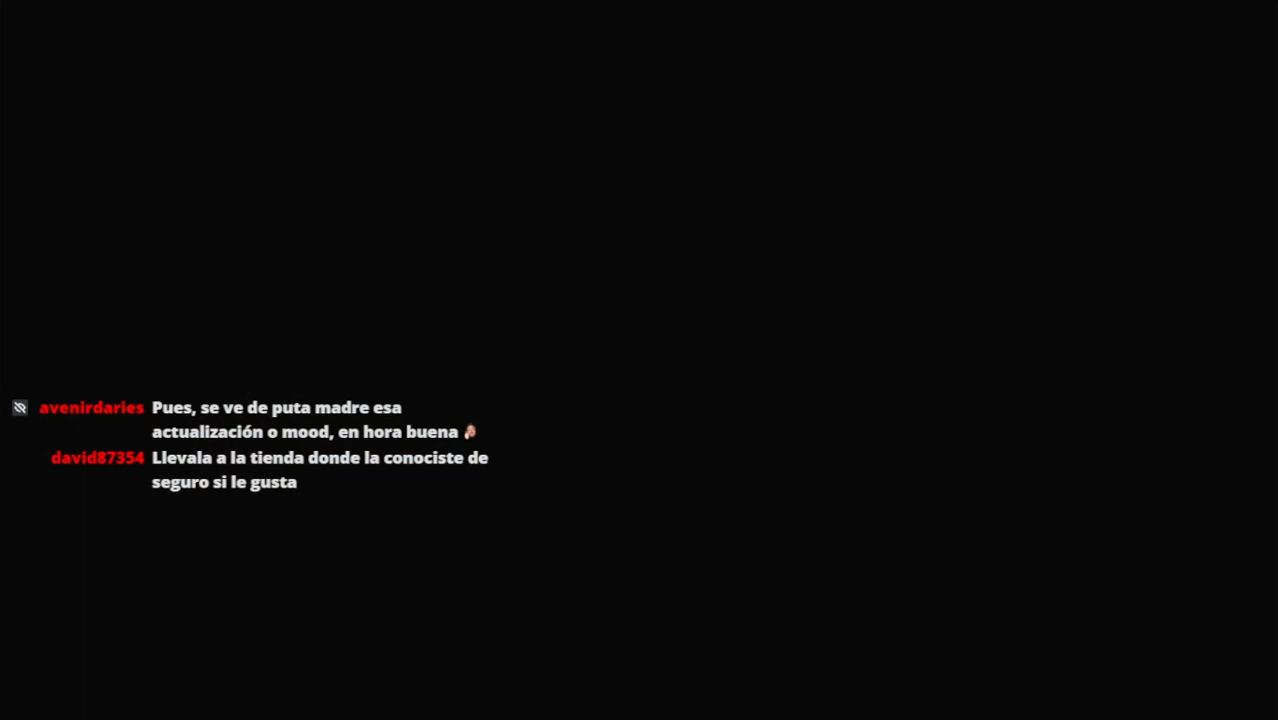 avenirdaries Pues, se ve de puta madre esa
actualización o mood, en hora buena
david87354 Llevala a la tienda donde la conociste de
seguro si le gusta